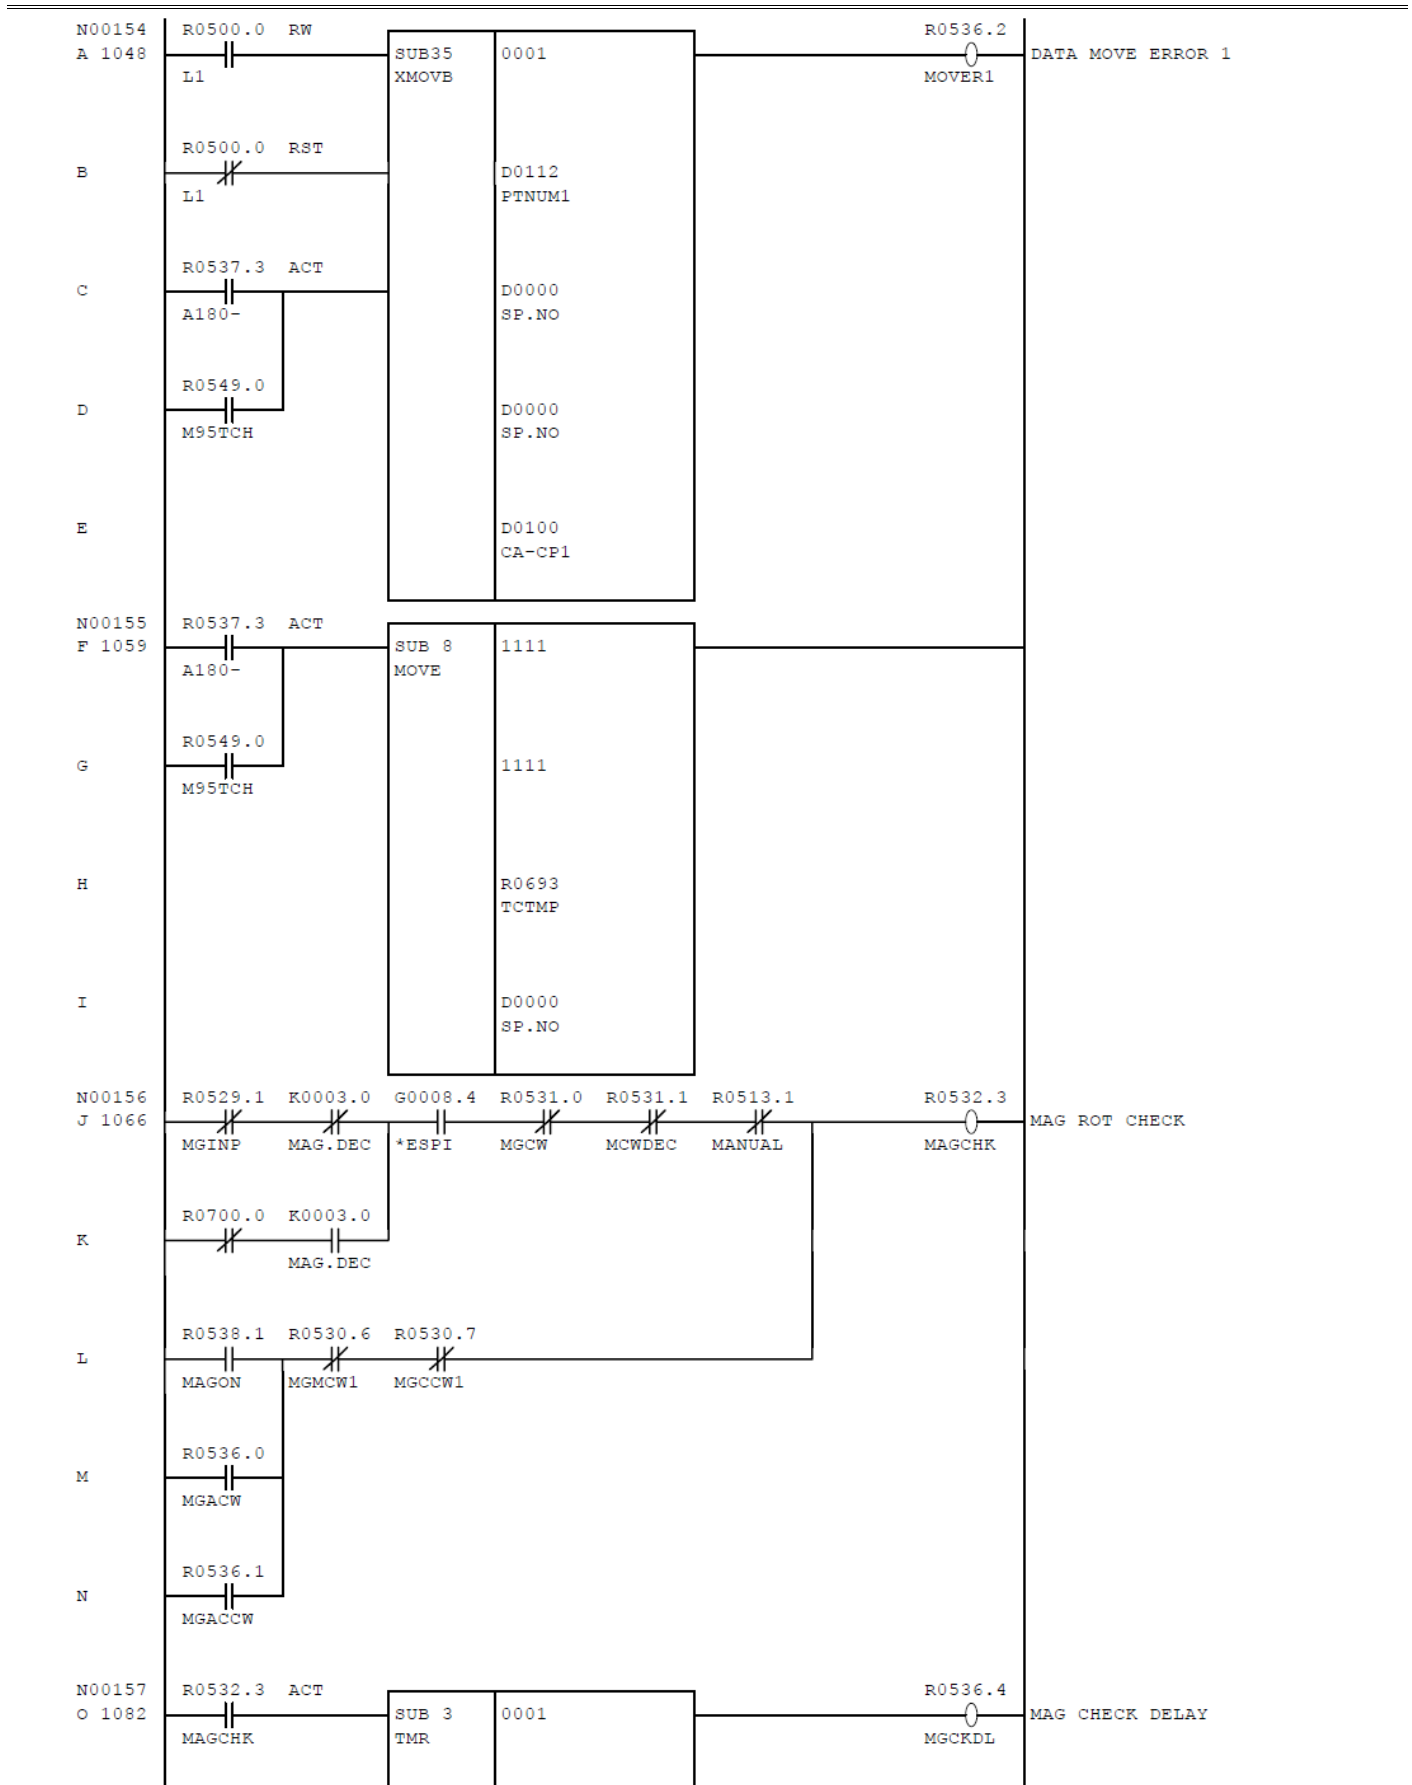 N00154 R0500.0 RW R0536.2
A 1048 SUB35 0001 DATA MOVE ERROR 1
L1 XMOVB MOVER1
R0500.0 RST
B D0112
L1 PTNUM1
R0537.3 ACT
C D0000
A180- SP.NO
R0549.0
D D0000
M95TCH SP.NO
E D0100
CA-CP1
N00155 R0537.3 ACT
F 1059 SUB 8 1111
A180- MOVE
R0549.0
G 1111
M95TCH
H R0693
TCTMP
I D0000
SP.NO
N00156 R0529.1 K0003.0 G0008.4 R0531.0 R0531.1 R0513.1 R0532.3
J 1066 MAG ROT CHECK
MGINP MAG.DEC *ESPI MGCW MCWDEC MANUAL MAGCHK
R0700.0 K0003.0
K
MAG.DEC
R0538.1 R0530.6 R0530.7
L
MAGON MGMCW1 MGCCW1
R0536.0
M
MGACW
R0536.1
N
MGACCW
N00157 R0532.3 ACT R0536.4
O 1082 SUB 3 0001 MAG CHECK DELAY
MAGCHK TMR MGCKDL